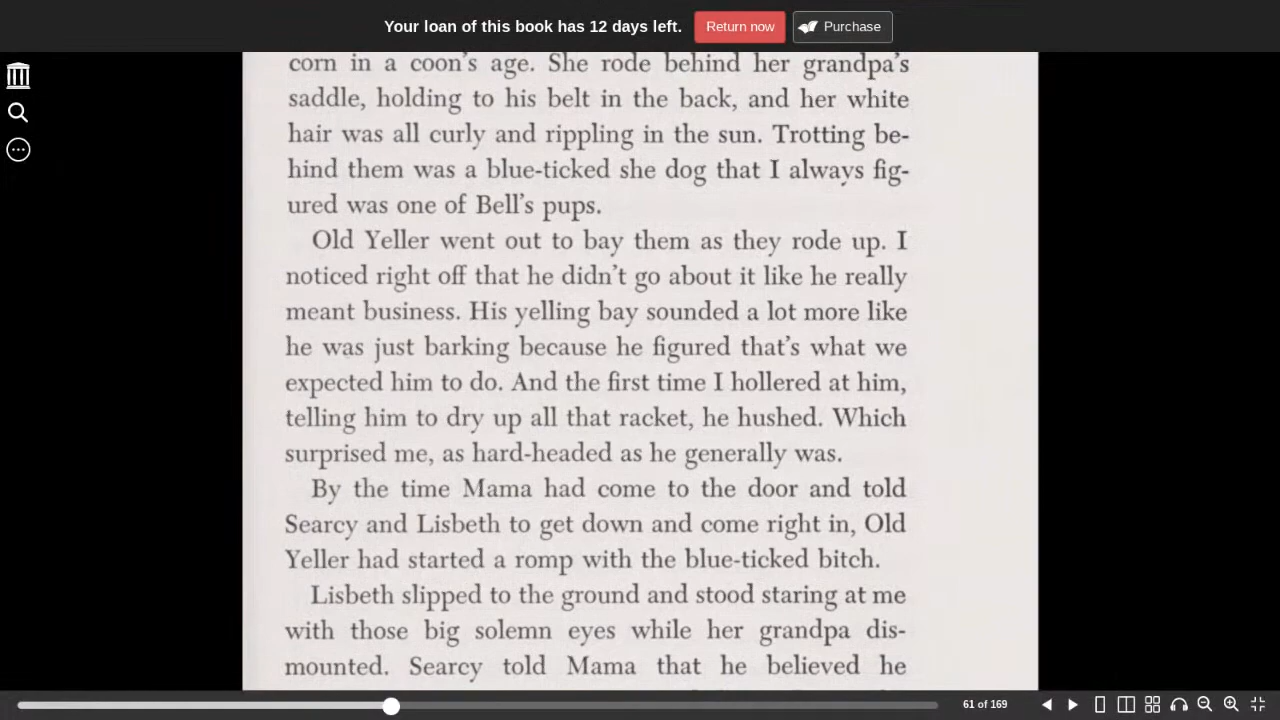 Your loan of this book has 12 days left. Return now Purchase
corn in a coon's age. She rode behind her grandpa's
saddle, holding to his belt in the back, and her white
hair was all curly and rippling in the sun. Trotting be-
hind them was a blue-ticked she dog that I always fig-
ured was one of Bell's pups.
Old Yeller went out to bay them as they rode up. I
noticed right off that he didn't go about it like he really
meant business. His yelling bay sounded a lot more like
he was just barking because he figured that's what we
expected him to do. And the first time I hollered at him,
telling him to dry up all that racket, he hushed. Which
surprised me, as hard-headed as he generally was.
By the time Mama had come to the door and told
Searcy and Lisbeth to get down and come right in, Old
Yeller had started a romp with the blue-ticked bitch.
Lisbeth slipped to the ground and stood staring at me
with those big solemn eyes while her grandpa dis-
mounted. Searcy told Mama that he believed he
61 of 169